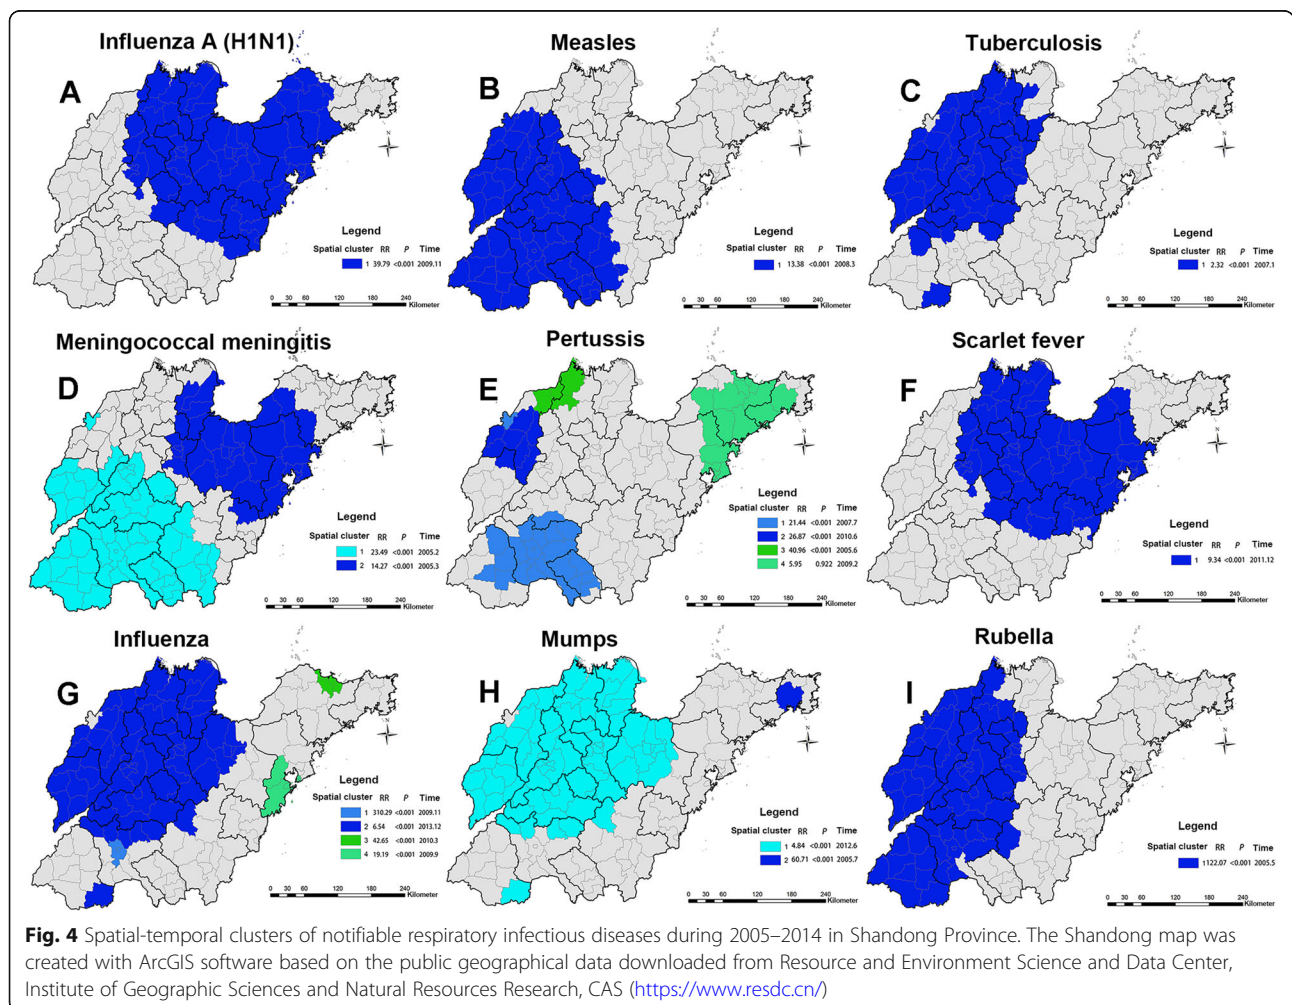 Influenza A (H1N1)
A
N
Legend
Spatial cluster RR P Time
1 39.79 <0.001 2009.11
0 30 60 120 180 240
Kilometer
Measles
B
N
Legend
Spatial cluster RR P Time
1 13.38 <0.001 2008.3
0 30 60 120 180 240
Kilometer
Tuberculosis
C
N
Legend
Spatial cluster RR P Time
1 2.32 <0.001 2007.1
0 30 60 120 180 240
Kilometer
Meningococcal meningitis
D
N
Legend
Spatial cluster RR P Time
1 23.49 <0.001 2005.2
2 14.27 <0.001 2005.3
0 30 60 120 180 240
Kilometer
Pertussis
E
N
Legend
Spatial cluster RR P Time
1 21.44 <0.001 2007.7
2 26.87 <0.001 2010.6
3 40.96 <0.001 2005.6
4 5.95 0.922 2009.2
0 30 60 120 180 240
Kilometer
Scarlet fever
F
N
Legend
Spatial cluster RR P Time
1 9.34 <0.001 2011.12
0 30 60 120 180 240
Kilometer
Influenza
G
N
Legend
Spatial cluster RR P Time
1 310.29 <0.001 2009.11
2 6.54 <0.001 2013.12
3 42.65 <0.001 2010.3
4 19.19 <0.001 2009.9
0 30 60 120 180 240
Kilometer
Mumps
H
N
Legend
Spatial cluster RR P Time
1 4.84 <0.001 2012.6
2 60.71 <0.001 2005.7
0 30 60 120 180 240
Kilometer
Rubella
I
N
Legend
Spatial cluster RR P Time
1 122.07 <0.001 2005.5
0 30 60 120 180 240
Kilometer
Fig. 4 Spatial-temporal clusters of notifiable respiratory infectious diseases during 2005–2014 in Shandong Province. The Shandong map was
created with ArcGIS software based on the public geographical data downloaded from Resource and Environment Science and Data Center,
Institute of Geographic Sciences and Natural Resources Research, CAS (https://www.resdc.cn/)